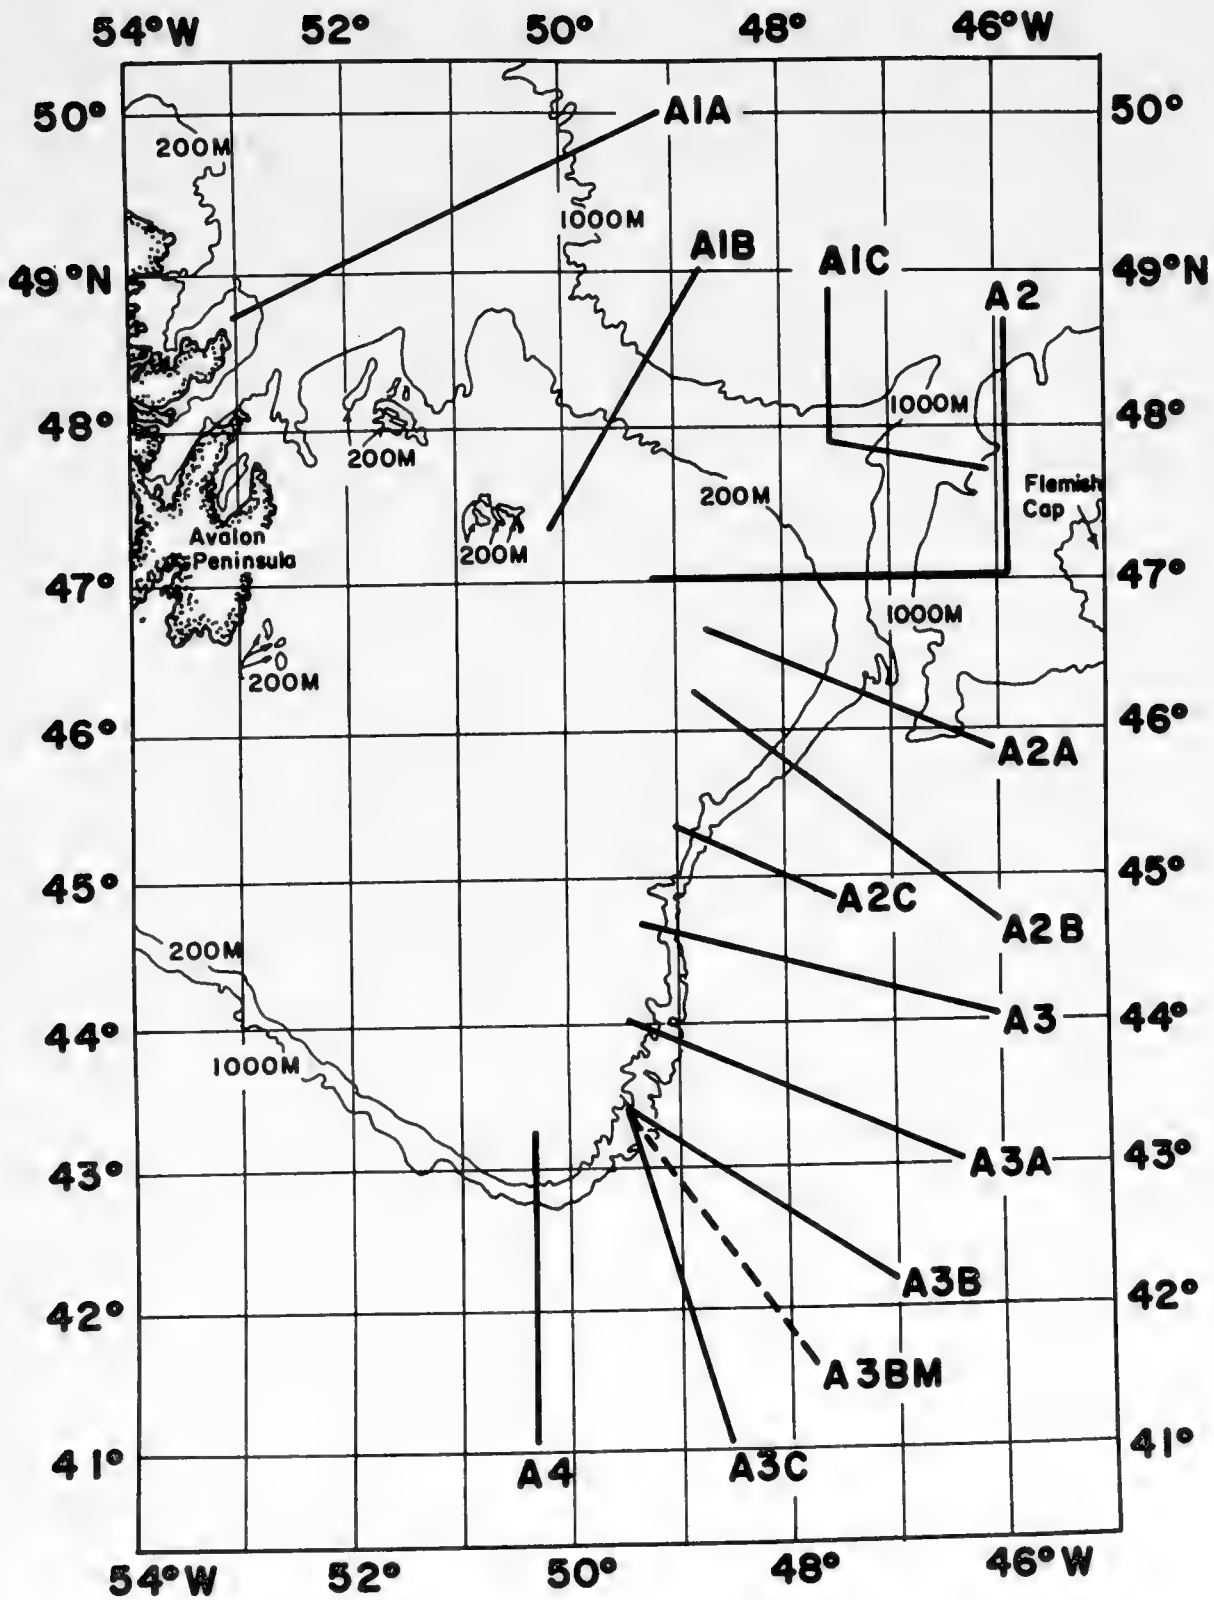 54°W 52° 50° 48° 46°W
50° A1A 50°
200M
1000M
A1B
49°N A1C 49°N
A2
1000M
48° 48°
200M
200M
Flemish
Cap
Avalon
Peninsula
200M
47° 47°
1000M
200M
46° 46°
A2A
45° 45°
A2C
A2B
200M
44° A3 44°
1000M
43° A3A 43°
A3B
42° 42°
A3BM
41° A4 A3C 41°
54°W 52° 50° 48° 46°W